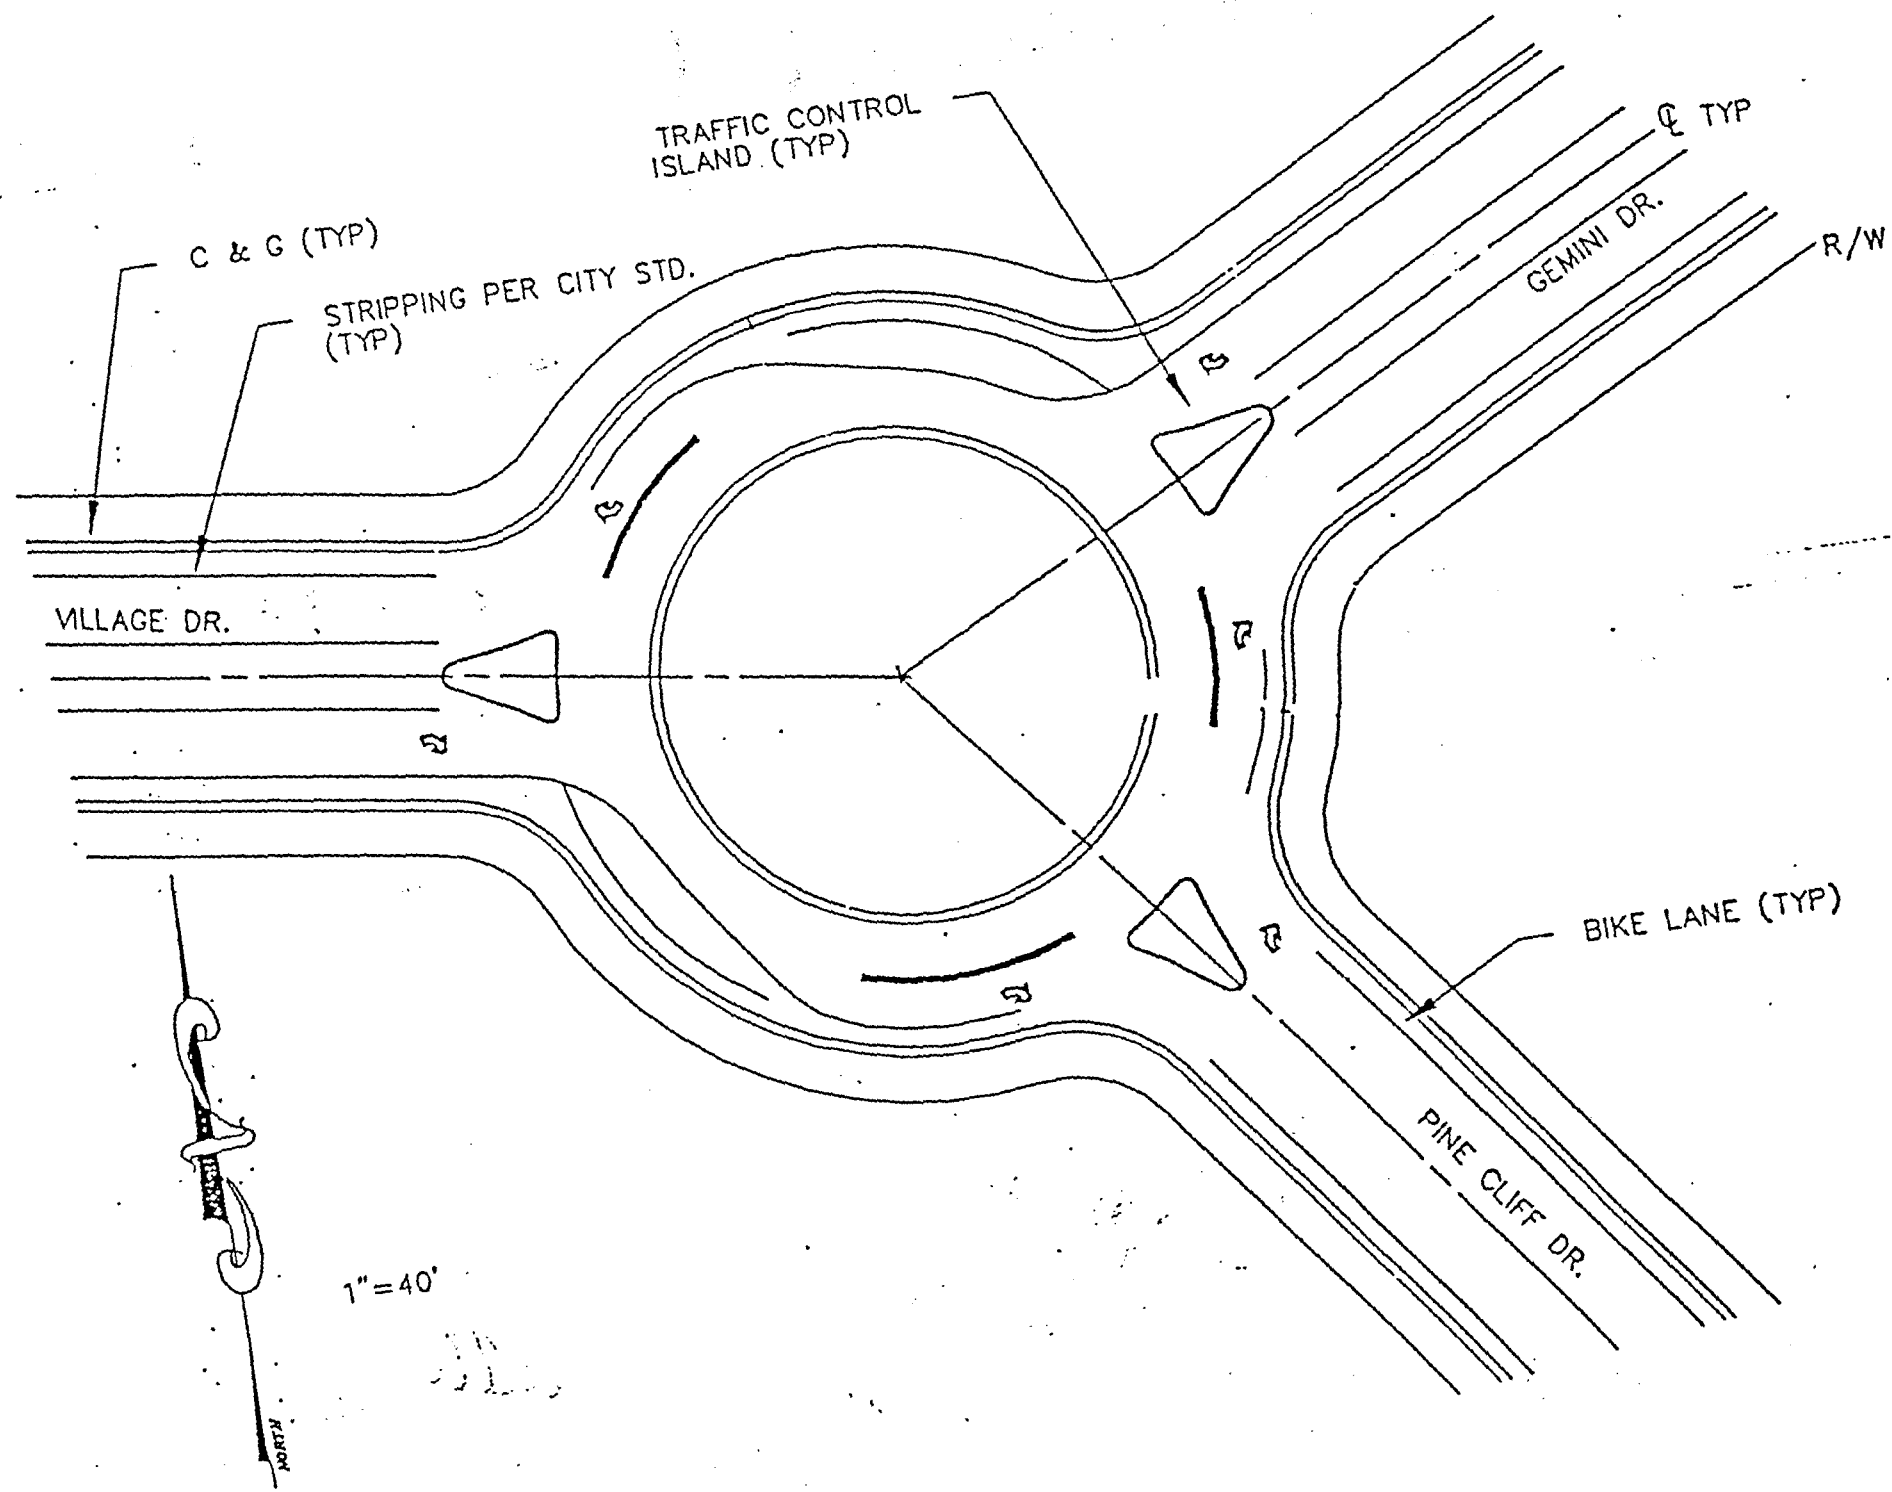 TRAFFIC CONTROL
ISLAND (TYP)
℄ TYP
C & G (TYP)
GEMINI DR.
R/W
STRIPPING PER CITY STD.
(TYP)
VILLAGE DR.
BIKE LANE (TYP)
PINE CLIFF DR.
1"=40'
NORTH